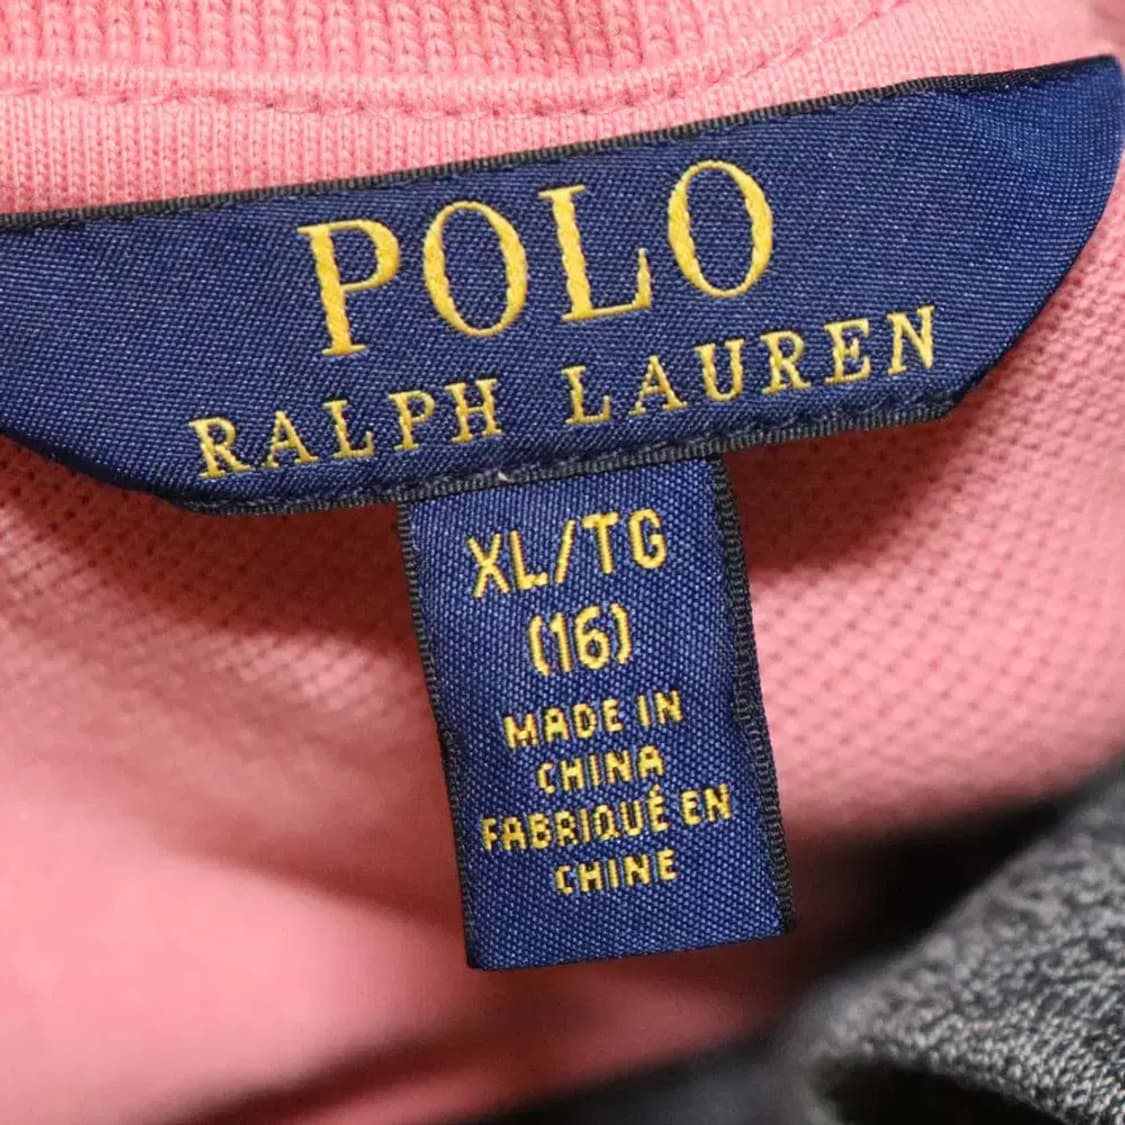 POLO
RALPH LAUREN
XL/TG
(16)
MADE IN
CHINA
FABRIQUÉ EN
CHINE